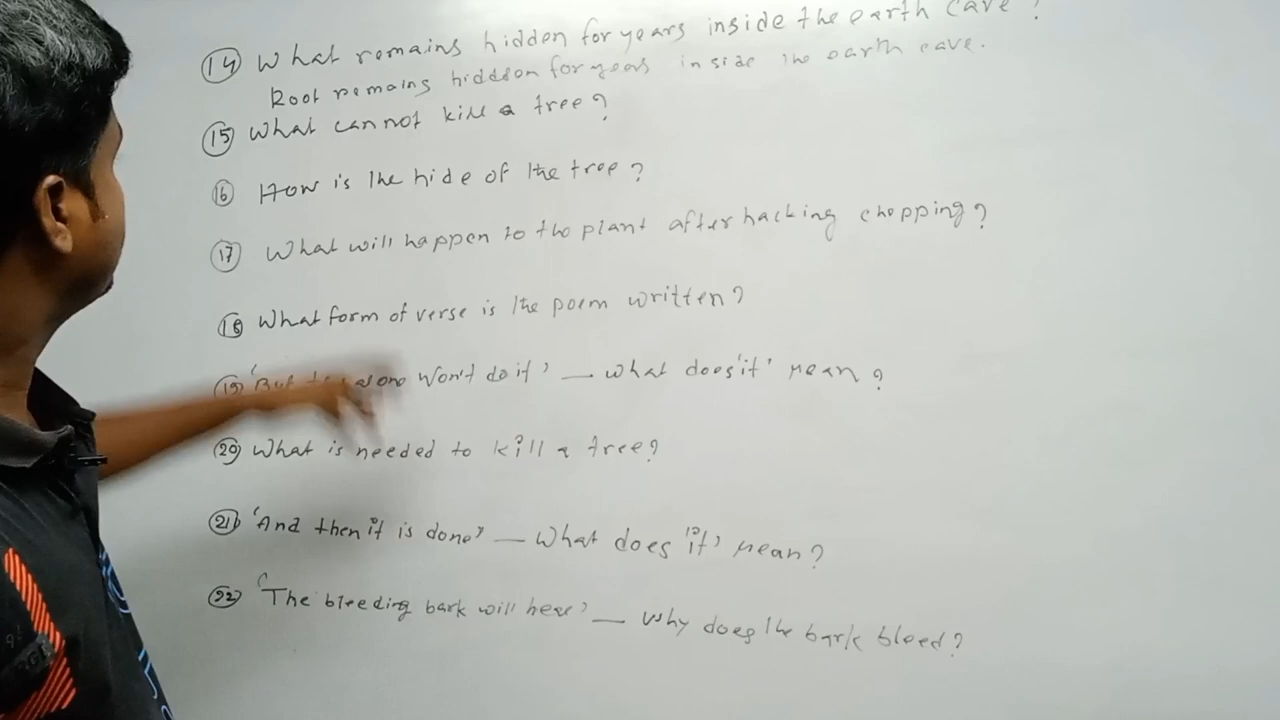 (14) What remains hidden for years inside the earth cave?
Root remains hidden for years inside the earth cave.
(15) What cannot kill a tree?
(16) How is the hide of the tree?
(17) What will happen to the plant after hacking chopping?
(18) What form of verse is the poem written?
(19) 'But won't do it' — what does 'it' mean?
(20) What is needed to kill a tree?
(21) 'And then it is done' — What does 'it' mean?
(22) 'The bleeding bark will heal' — Why does the bark bleed?